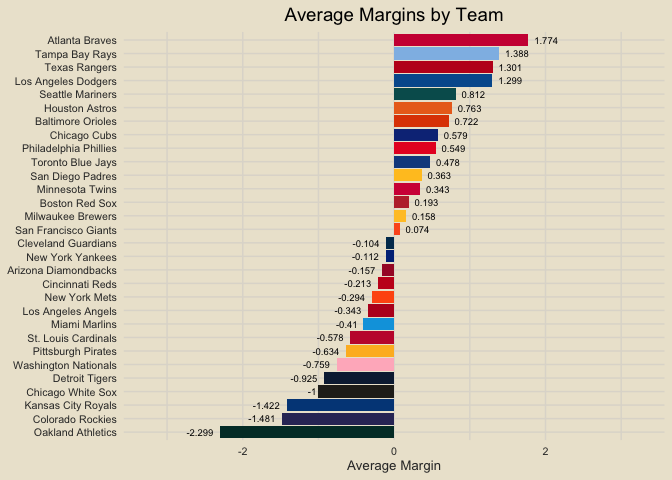 Average Margins by Team
Atlanta Braves 1.774
Tampa Bay Rays 1.388
Texas Rangers 1.301
Los Angeles Dodgers 1.299
Seattle Mariners 0.812
Houston Astros 0.763
Baltimore Orioles 0.722
Chicago Cubs 0.579
Philadelphia Phillies 0.549
Toronto Blue Jays 0.478
San Diego Padres 0.363
Minnesota Twins 0.343
Boston Red Sox 0.193
Milwaukee Brewers 0.158
San Francisco Giants 0.074
Cleveland Guardians -0.104
New York Yankees -0.112
Arizona Diamondbacks -0.157
Cincinnati Reds -0.213
New York Mets -0.294
Los Angeles Angels -0.343
Miami Marlins -0.41
St. Louis Cardinals -0.578
Pittsburgh Pirates -0.634
Washington Nationals -0.759
Detroit Tigers -0.925
Chicago White Sox -1
Kansas City Royals -1.422
Colorado Rockies -1.481
Oakland Athletics -2.299
-2 0 2
Average Margin